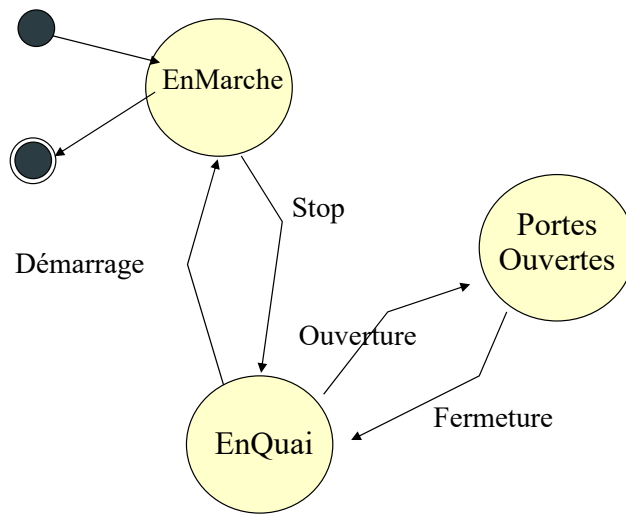 EnMarche
Stop
Portes
Ouvertes
Démarrage
Ouverture
Fermeture
EnQuai